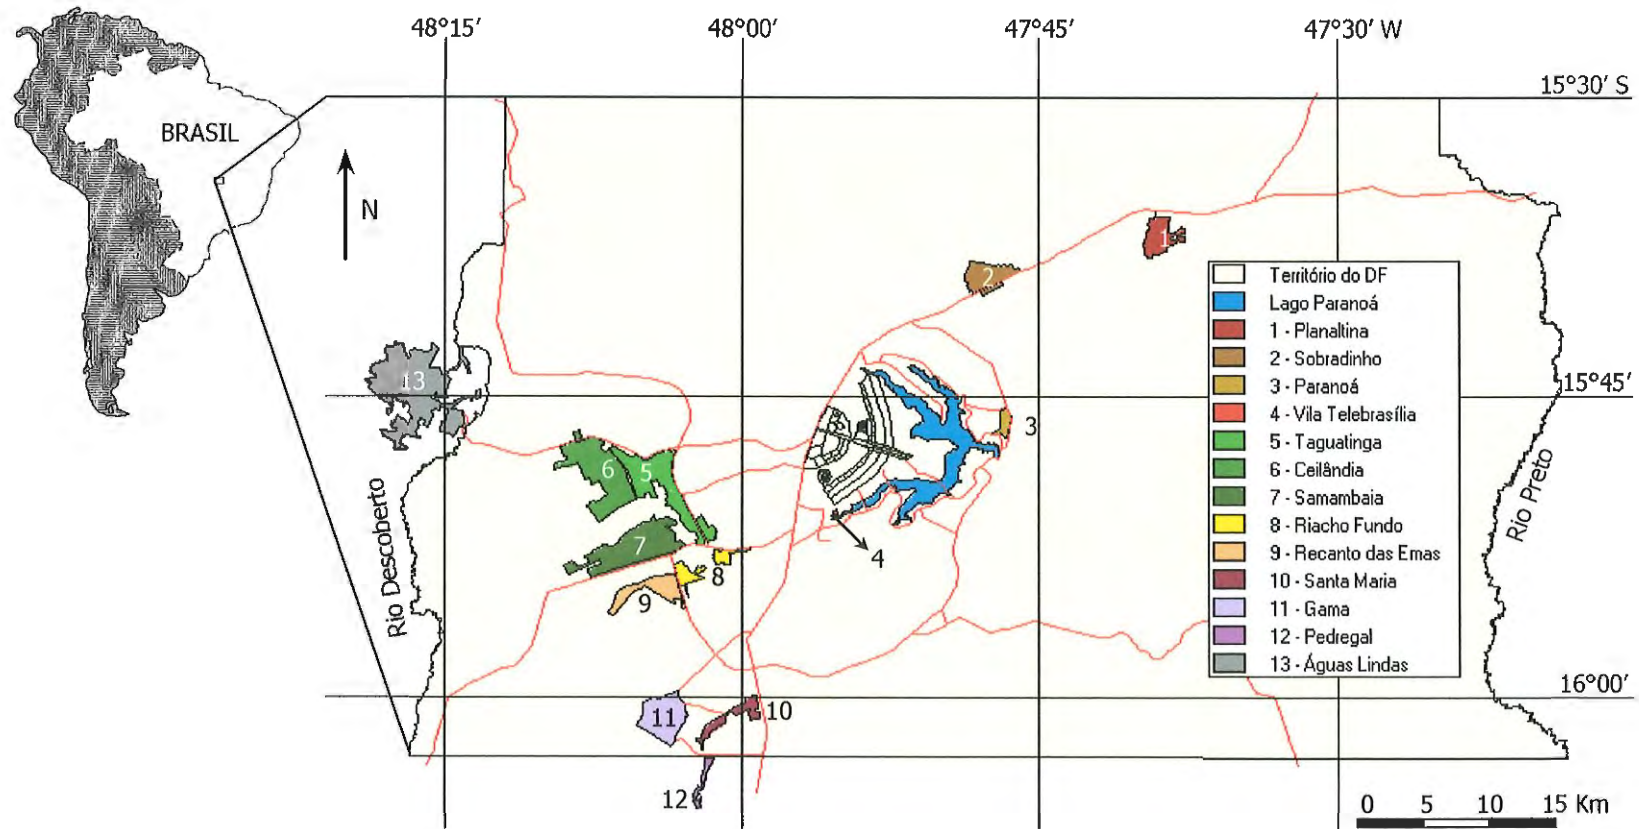 48°15′ 48°00′ 47°45′ 47°30′ W
15°30′ S
BRASIL
N
1
2
Território do DF
Lago Paranoá
1 - Planaltina
2 - Sobradinho
3 - Paranoá
4 - Vila Telebrasília
5 - Taguatinga
6 - Ceilândia
7 - Samambaia
8 - Riacho Fundo
9 - Recanto das Emas
10 - Santa Maria
11 - Gama
12 - Pedregal
13 - Águas Lindas
13
15°45′
3
6 5
Rio Descoberto
Rio Preto
7
4
8
9
16°00′
11
10
12
0 5 10 15 Km